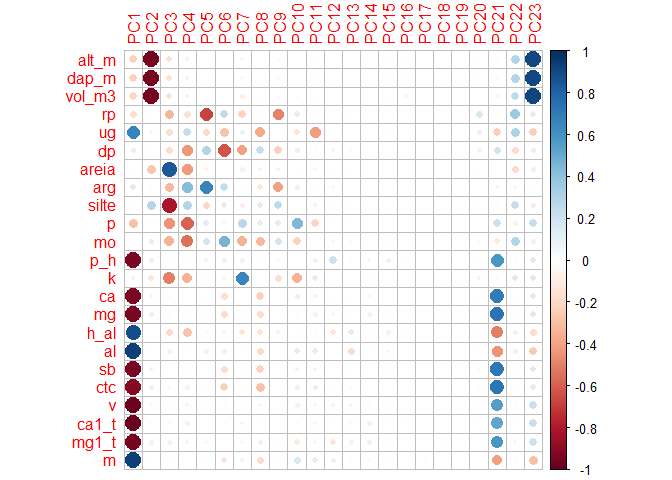 PC1 PC2 PC3 PC4 PC5 PC6 PC7 PC8 PC9 PC10 PC11 PC12 PC13 PC14 PC15 PC16 PC17 PC18 PC19 PC20 PC21 PC22 PC23
alt_m
dap_m
vol_m3
rp
ug
dp
areia
arg
silte
p
mo
p_h
k
ca
mg
h_al
al
sb
ctc
v
ca1_t
mg1_t
m
1
0.8
0.6
0.4
0.2
0
-0.2
-0.4
-0.6
-0.8
-1